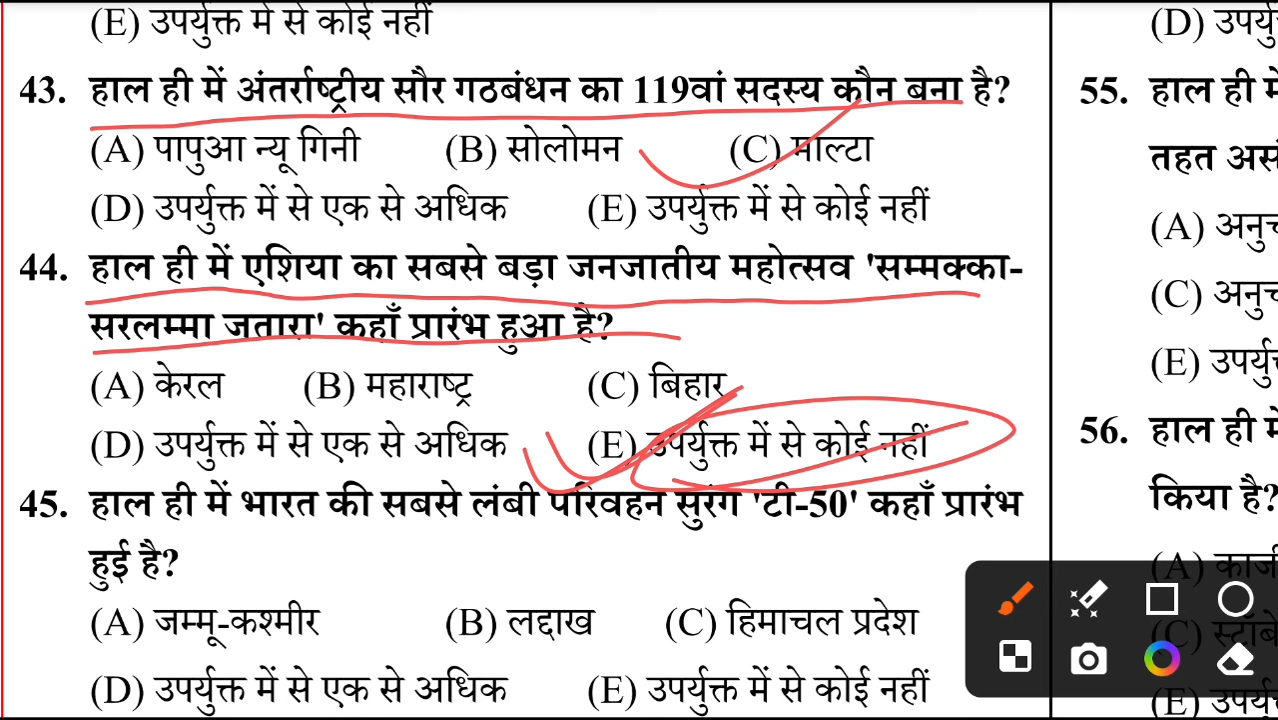 (E) उपर्युक्त में से कोई नहीं
43. हाल ही में अंतर्राष्ट्रीय सौर गठबंधन का 119वां सदस्य कौन बना है?
(A) पापुआ न्यू गिनी (B) सोलोमन (C) माल्टा
(D) उपर्युक्त में से एक से अधिक (E) उपर्युक्त में से कोई नहीं
44. हाल ही में एशिया का सबसे बड़ा जनजातीय महोत्सव 'सम्मक्का-
सरलम्मा जतारा' कहाँ प्रारंभ हुआ है?
(A) केरल (B) महाराष्ट्र (C) बिहार
(D) उपर्युक्त में से एक से अधिक (E) उपर्युक्त में से कोई नहीं
45. हाल ही में भारत की सबसे लंबी परिवहन सुरंग 'टी-50' कहाँ प्रारंभ
हुई है?
(A) जम्मू-कश्मीर (B) लद्दाख (C) हिमाचल प्रदेश
(D) उपर्युक्त में से एक से अधिक (E) उपर्युक्त में से कोई नहीं
(D)
55. हाल ही
तहत
(A)
(C)
(E)
56. हाल ही
किया है?
(A)
(C)
(E)